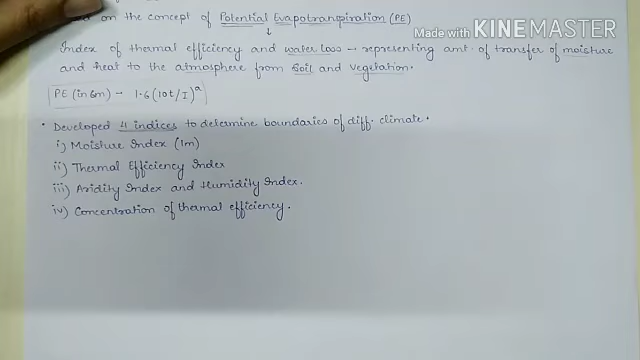 Made with KINEMASTER
on the concept of Potential Evapotranspiration (PE)
↓
Index of thermal efficiency and water loss – representing amt. of transfer of moisture
and heat to the atmosphere from soil and vegetation.
PE (in cm) – 1.6 (10t/I)ᵃ
• Developed 4 indices to determine boundaries of diff. climate.
i) Moisture Index (Im)
ii) Thermal Efficiency Index
iii) Aridity Index and Humidity Index.
iv) Concentration of thermal efficiency.